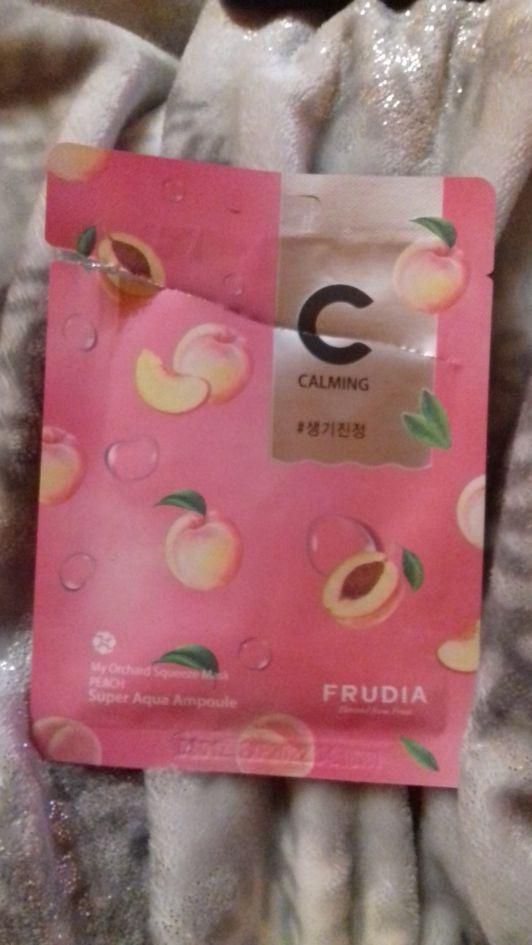 C
CALMING
#생기진정
My Orchard Squeeze Mask
PEACH
Super Aqua Ampoule
FRUDIA